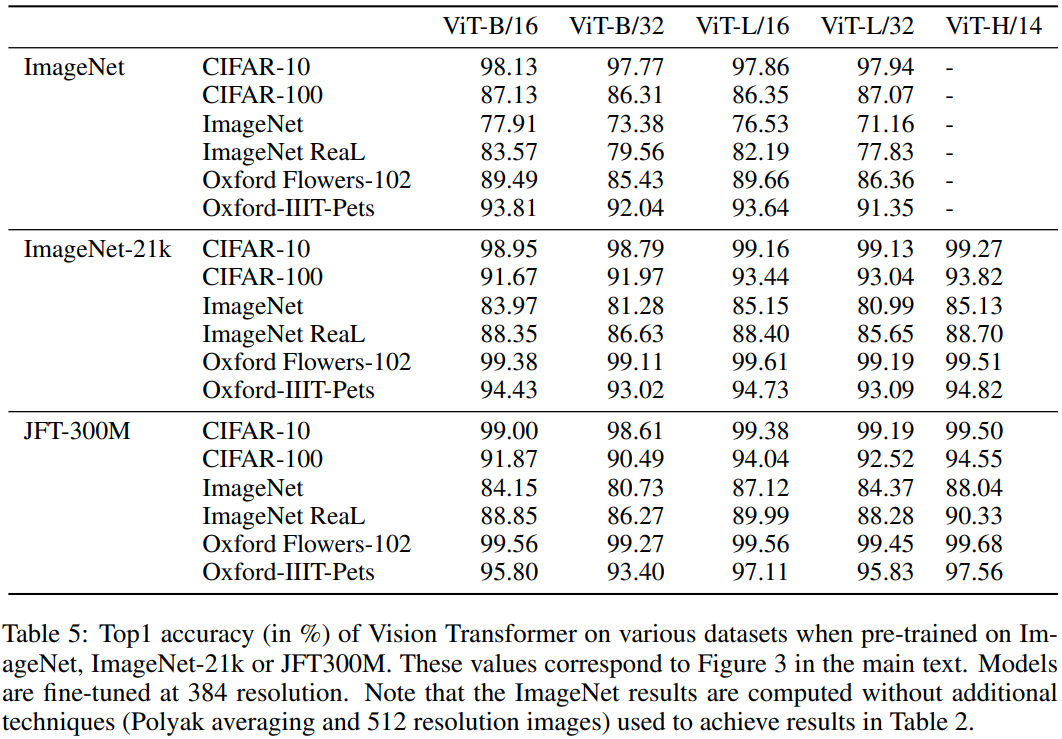 ViT-B/16 ViT-B/32 ViT-L/16 ViT-L/32 ViT-H/14
ImageNet CIFAR-10 98.13 97.77 97.86 97.94 -
CIFAR-100 87.13 86.31 86.35 87.07 -
ImageNet 77.91 73.38 76.53 71.16 -
ImageNet ReaL 83.57 79.56 82.19 77.83 -
Oxford Flowers-102 89.49 85.43 89.66 86.36 -
Oxford-IIIT-Pets 93.81 92.04 93.64 91.35 -
ImageNet-21k CIFAR-10 98.95 98.79 99.16 99.13 99.27
CIFAR-100 91.67 91.97 93.44 93.04 93.82
ImageNet 83.97 81.28 85.15 80.99 85.13
ImageNet ReaL 88.35 86.63 88.40 85.65 88.70
Oxford Flowers-102 99.38 99.11 99.61 99.19 99.51
Oxford-IIIT-Pets 94.43 93.02 94.73 93.09 94.82
JFT-300M CIFAR-10 99.00 98.61 99.38 99.19 99.50
CIFAR-100 91.87 90.49 94.04 92.52 94.55
ImageNet 84.15 80.73 87.12 84.37 88.04
ImageNet ReaL 88.85 86.27 89.99 88.28 90.33
Oxford Flowers-102 99.56 99.27 99.56 99.45 99.68
Oxford-IIIT-Pets 95.80 93.40 97.11 95.83 97.56
Table 5: Top1 accuracy (in %) of Vision Transformer on various datasets when pre-trained on Im-
ageNet, ImageNet-21k or JFT300M. These values correspond to Figure 3 in the main text. Models
are fine-tuned at 384 resolution. Note that the ImageNet results are computed without additional
techniques (Polyak averaging and 512 resolution images) used to achieve results in Table 2.